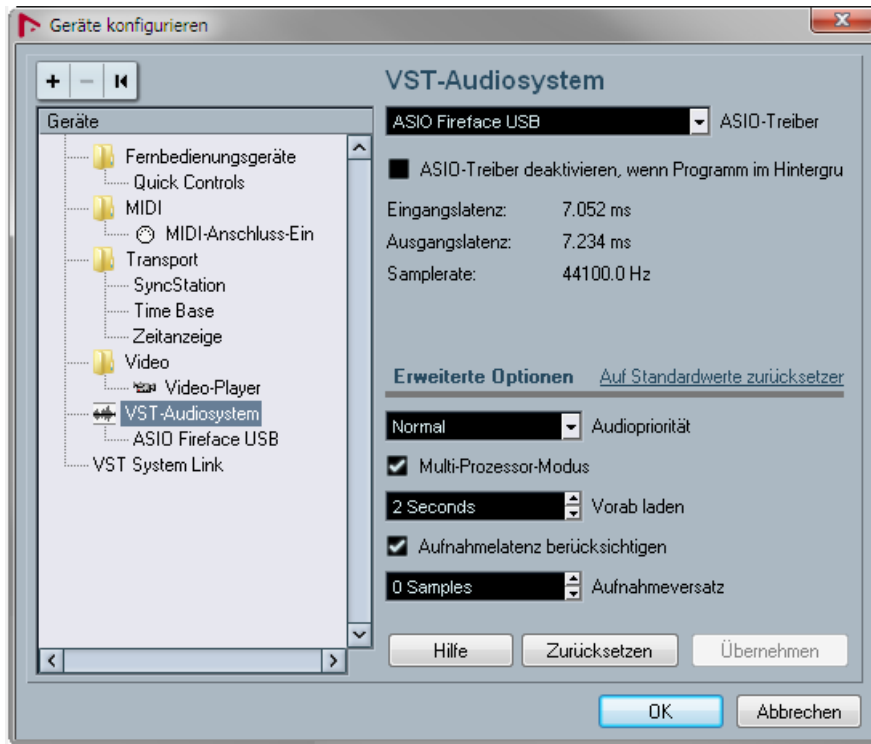 Geräte konfigurieren
VST-Audiosystem
Geräte
ASIO Fireface USB ASIO-Treiber
Fernbedienungsgeräte
Quick Controls
MIDI
MIDI-Anschluss-Ein
Transport
SyncStation
Time Base
Zeitanzeige
Video
Video-Player
VST-Audiosystem
ASIO Fireface USB
VST System Link
ASIO-Treiber deaktivieren, wenn Programm im Hintergru
Eingangslatenz: 7.052 ms
Ausgangslatenz: 7.234 ms
Samplerate: 44100.0 Hz
Erweiterte Optionen Auf Standardwerte zurücksetzer
Normal Audiopriorität
Multi-Prozessor-Modus
2 Seconds Vorab laden
Aufnahmelatenz berücksichtigen
0 Samples Aufnahmeversatz
Hilfe Zurücksetzen Übernehmen
OK Abbrechen